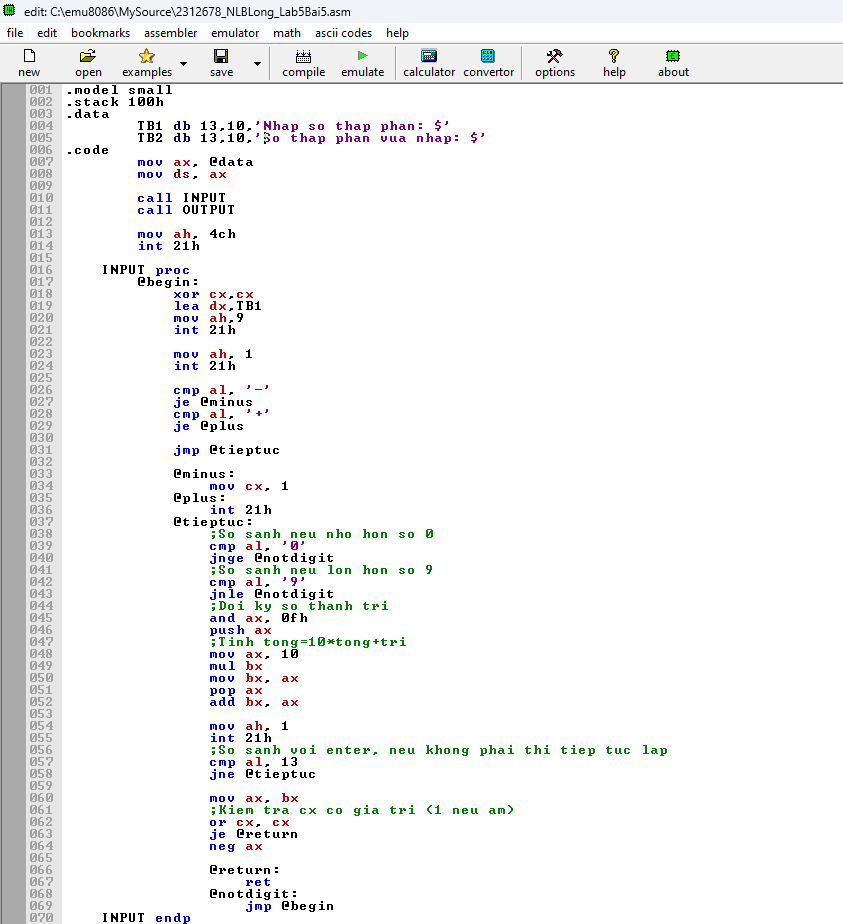 edit: C:\emu8086\MySource\2312678_NLBLong_Lab5Bai5.asm
file edit bookmarks assembler emulator math ascii codes help
new open examples save compile emulate calculator convertor options help about
001 .model small
002 .stack 100h
003 .data
004 TB1 db 13,10,'Nhap so thap phan: $'
005 TB2 db 13,10,'So thap phan vua nhap: $'
006 .code
007 mov ax, @data
008 mov ds, ax
009
010 call INPUT
011 call OUTPUT
012
013 mov ah, 4ch
014 int 21h
015
016 INPUT proc
017 @begin:
018 xor cx,cx
019 lea dx,TB1
020 mov ah,9
021 int 21h
022
023 mov ah, 1
024 int 21h
025
026 cmp al, '-'
027 je @minus
028 cmp al, '+'
029 je @plus
030
031 jmp @tieptuc
032
033 @minus:
034 mov cx, 1
035 @plus:
036 int 21h
037 @tieptuc:
038 ;So sanh neu nho hon so 0
039 cmp al, '0'
040 jnge @notdigit
041 ;So sanh neu lon hon so 9
042 cmp al, '9'
043 jnle @notdigit
044 ;Doi ky so thanh tri
045 and ax, 0fh
046 push ax
047 ;Tinh tong=10*tong+tri
048 mov ax, 10
049 mul bx
050 mov bx, ax
051 pop ax
052 add bx, ax
053
054 mov ah, 1
055 int 21h
056 ;So sanh voi enter, neu khong phai thi tiep tuc lap
057 cmp al, 13
058 jne @tieptuc
059
060 mov ax, bx
061 ;Kiem tra cx co gia tri (1 neu am)
062 or cx, cx
063 je @return
064 neg ax
065
066 @return:
067 ret
068 @notdigit:
069 jmp @begin
070 INPUT endp